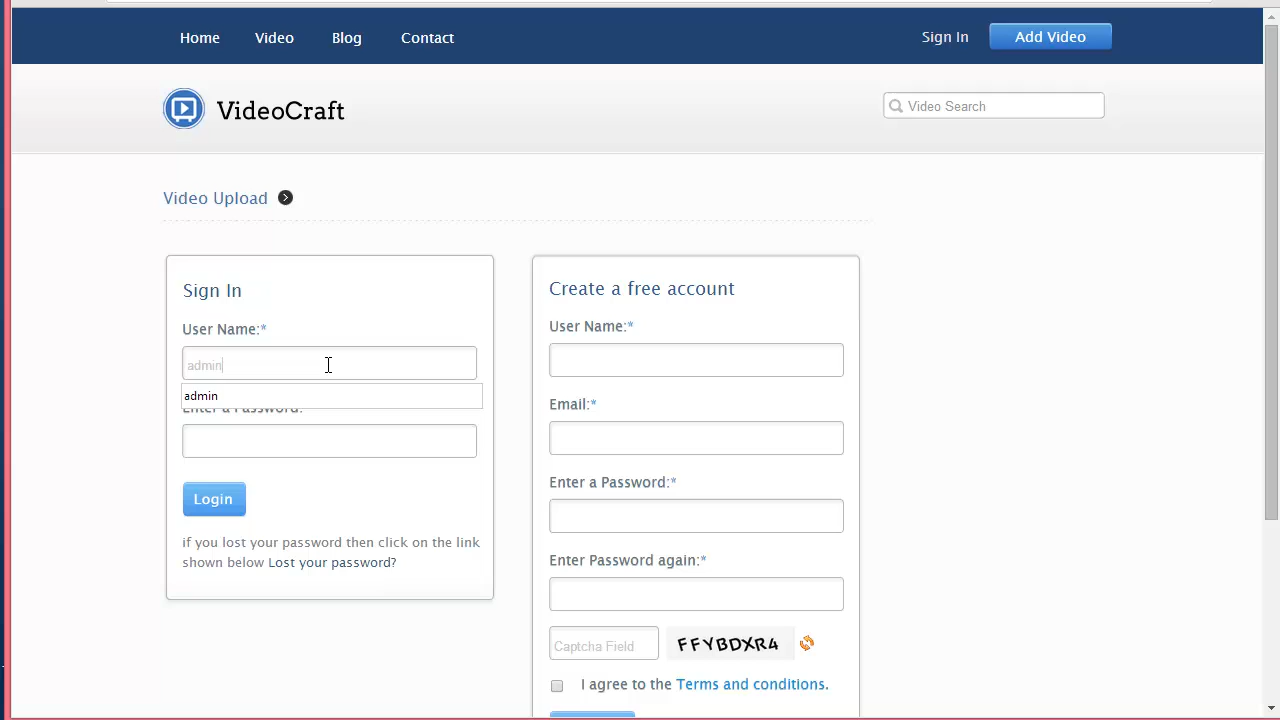 Home Video Blog Contact Sign In Add Video
VideoCraft
Video Search
Video Upload
Sign In
User Name:*
admin
admin
Enter a Password:
Login
if you lost your password then click on the link
shown below Lost your password?
Create a free account
User Name:*
Email:*
Enter a Password:*
Enter Password again:*
Captcha Field FFYBDXR4
I agree to the Terms and conditions.